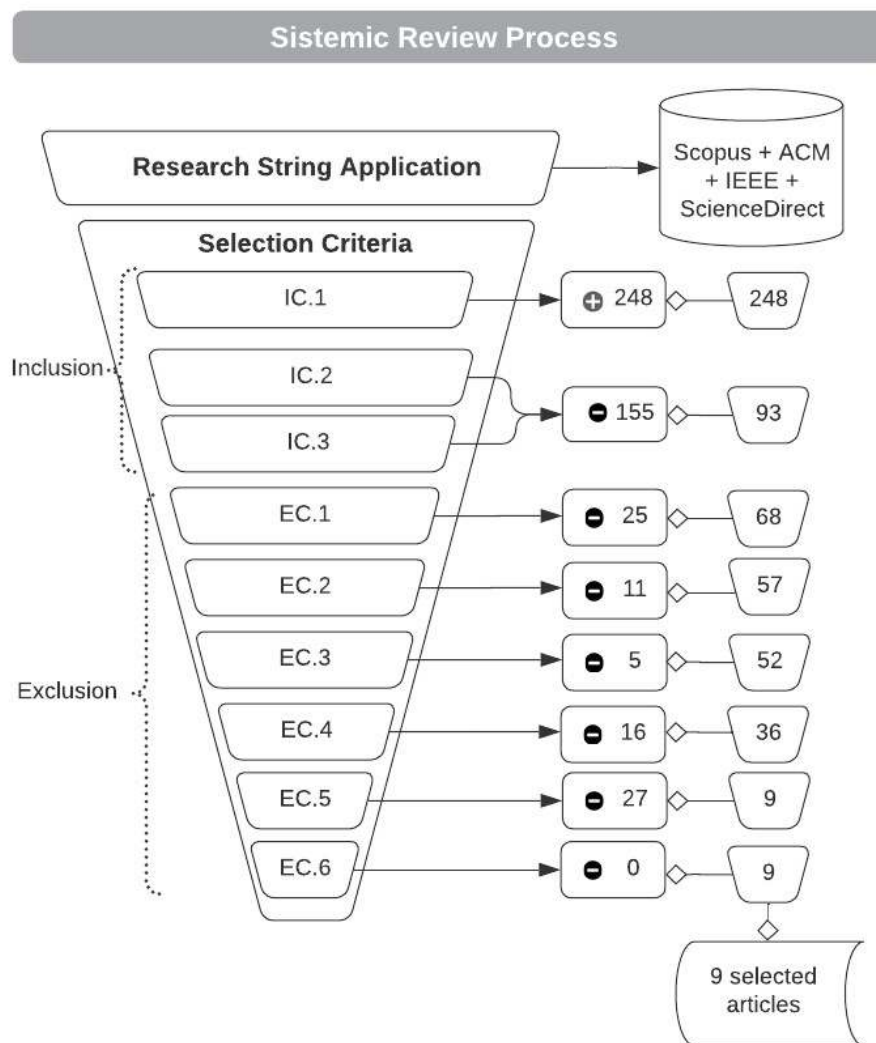 Sistemic Review Process
Research String Application
Scopus + ACM
+ IEEE +
ScienceDirect
Selection Criteria
Inclusion
IC.1
248
248
IC.2
IC.3
155
93
Exclusion
EC.1
25
68
EC.2
11
57
EC.3
5
52
EC.4
16
36
EC.5
27
9
EC.6
0
9
9 selected
articles